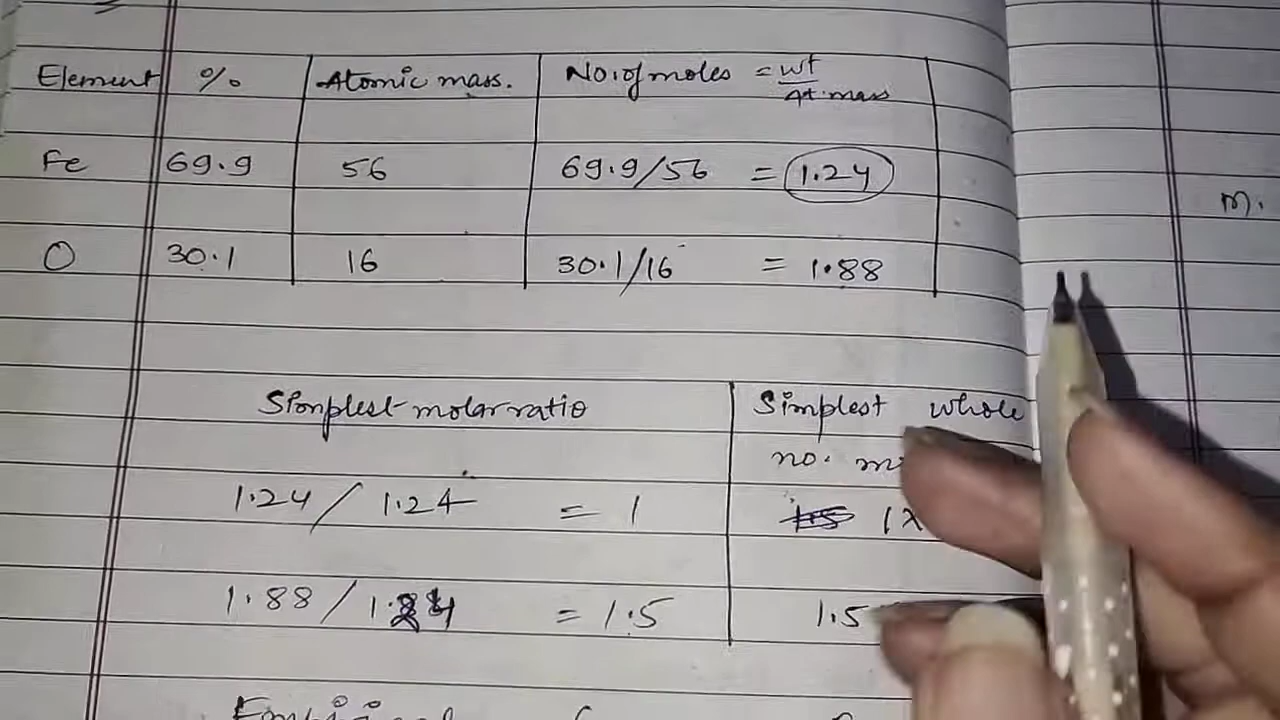 Element % Atomic mass. No. of moles = wt
At. mass
Fe 69.9 56 69.9/56 = 1.24
O 30.1 16 30.1/16 = 1.88
m.
Simplest molar ratio Simplest whole
no.
1.24 / 1.24 = 1 1x
1.88 / 1.24 = 1.5 1.5